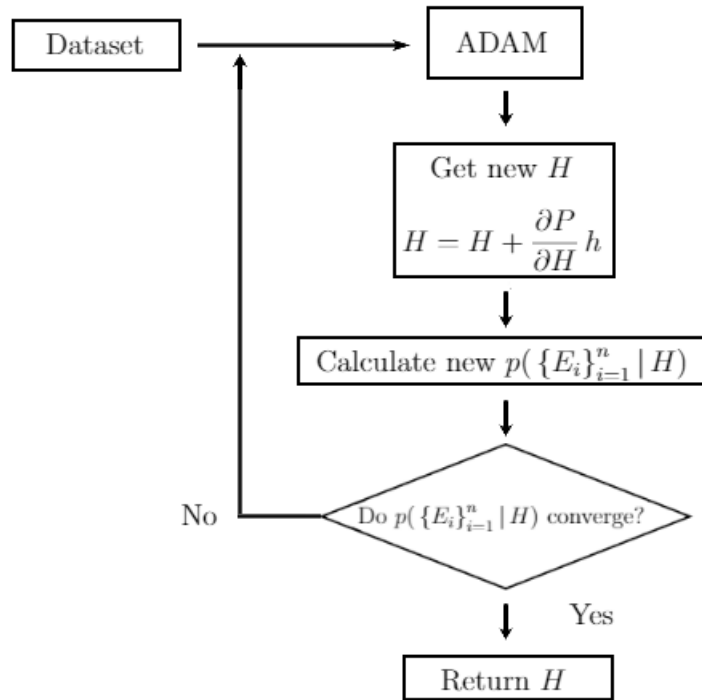 Dataset
ADAM
Get new H
H = H + ∂P/∂H h
Calculate new p( {E_i}_{i=1}^n | H)
Do p( {E_i}_{i=1}^n | H) converge?
No
Yes
Return H